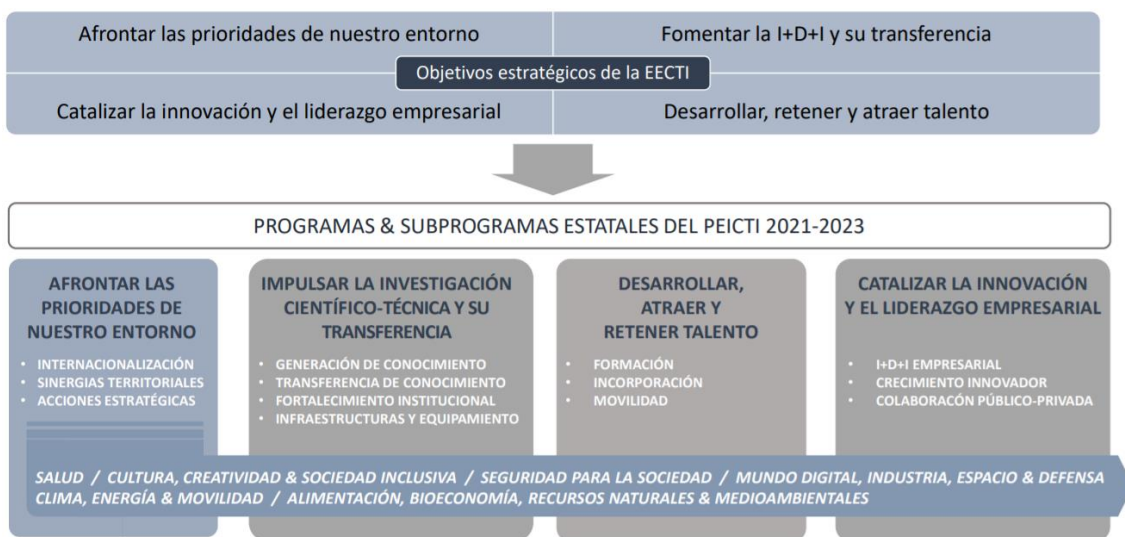 Afrontar las prioridades de nuestro entorno
Fomentar la I+D+I y su transferencia
Objetivos estratégicos de la EECTI
Catalizar la innovación y el liderazgo empresarial
Desarrollar, retener y atraer talento
PROGRAMAS & SUBPROGRAMAS ESTATALES DEL PEICTI 2021-2023
AFRONTAR LAS
PRIORIDADES DE
NUESTRO ENTORNO
• INTERNACIONALIZACIÓN
• SINERGIAS TERRITORIALES
• ACCIONES ESTRATÉGICAS
IMPULSAR LA INVESTIGACIÓN
CIENTÍFICO-TÉCNICA Y SU
TRANSFERENCIA
• GENERACIÓN DE CONOCIMIENTO
• TRANSFERENCIA DE CONOCIMIENTO
• FORTALECIMIENTO INSTITUCIONAL
• INFRAESTRUCTURAS Y EQUIPAMIENTO
DESARROLLAR,
ATRAER Y
RETENER TALENTO
• FORMACIÓN
• INCORPORACIÓN
• MOVILIDAD
CATALIZAR LA INNOVACIÓN
Y EL LIDERAZGO EMPRESARIAL
• I+D+I EMPRESARIAL
• CRECIMIENTO INNOVADOR
• COLABORACÓN PÚBLICO-PRIVADA
SALUD / CULTURA, CREATIVIDAD & SOCIEDAD INCLUSIVA / SEGURIDAD PARA LA SOCIEDAD / MUNDO DIGITAL, INDUSTRIA, ESPACIO & DEFENSA
CLIMA, ENERGÍA & MOVILIDAD / ALIMENTACIÓN, BIOECONOMÍA, RECURSOS NATURALES & MEDIOAMBIENTALES